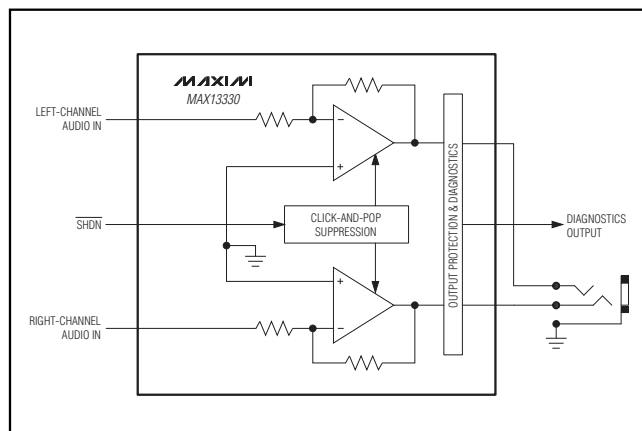 MAXIM
MAX13330
LEFT-CHANNEL
AUDIO IN
−
+
SHDN
CLICK-AND-POP
SUPPRESSION
OUTPUT PROTECTION & DIAGNOSTICS
DIAGNOSTICS
OUTPUT
+
−
RIGHT-CHANNEL
AUDIO IN